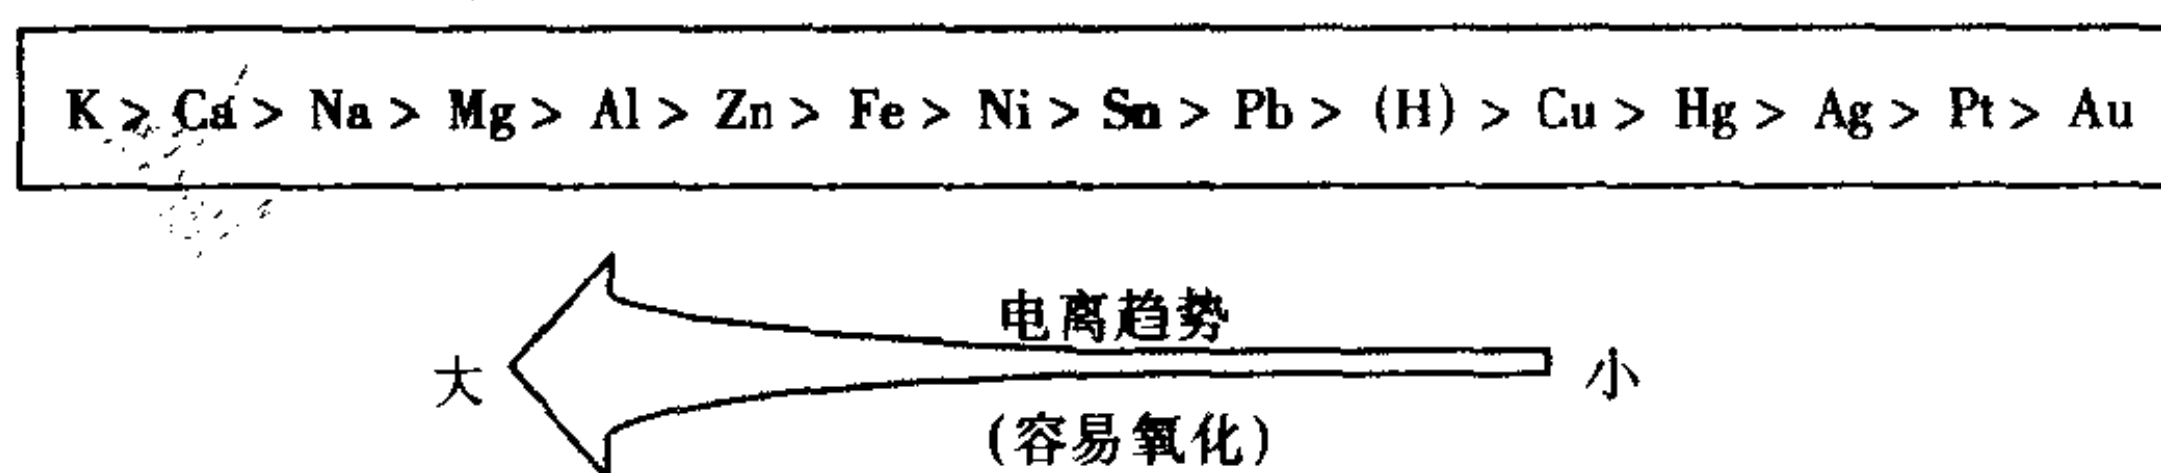 K > Ca > Na > Mg > Al > Zn > Fe > Ni > Sn > Pb > (H) > Cu > Hg > Ag > Pt > Au
电离趋势
大 小
(容易氧化)